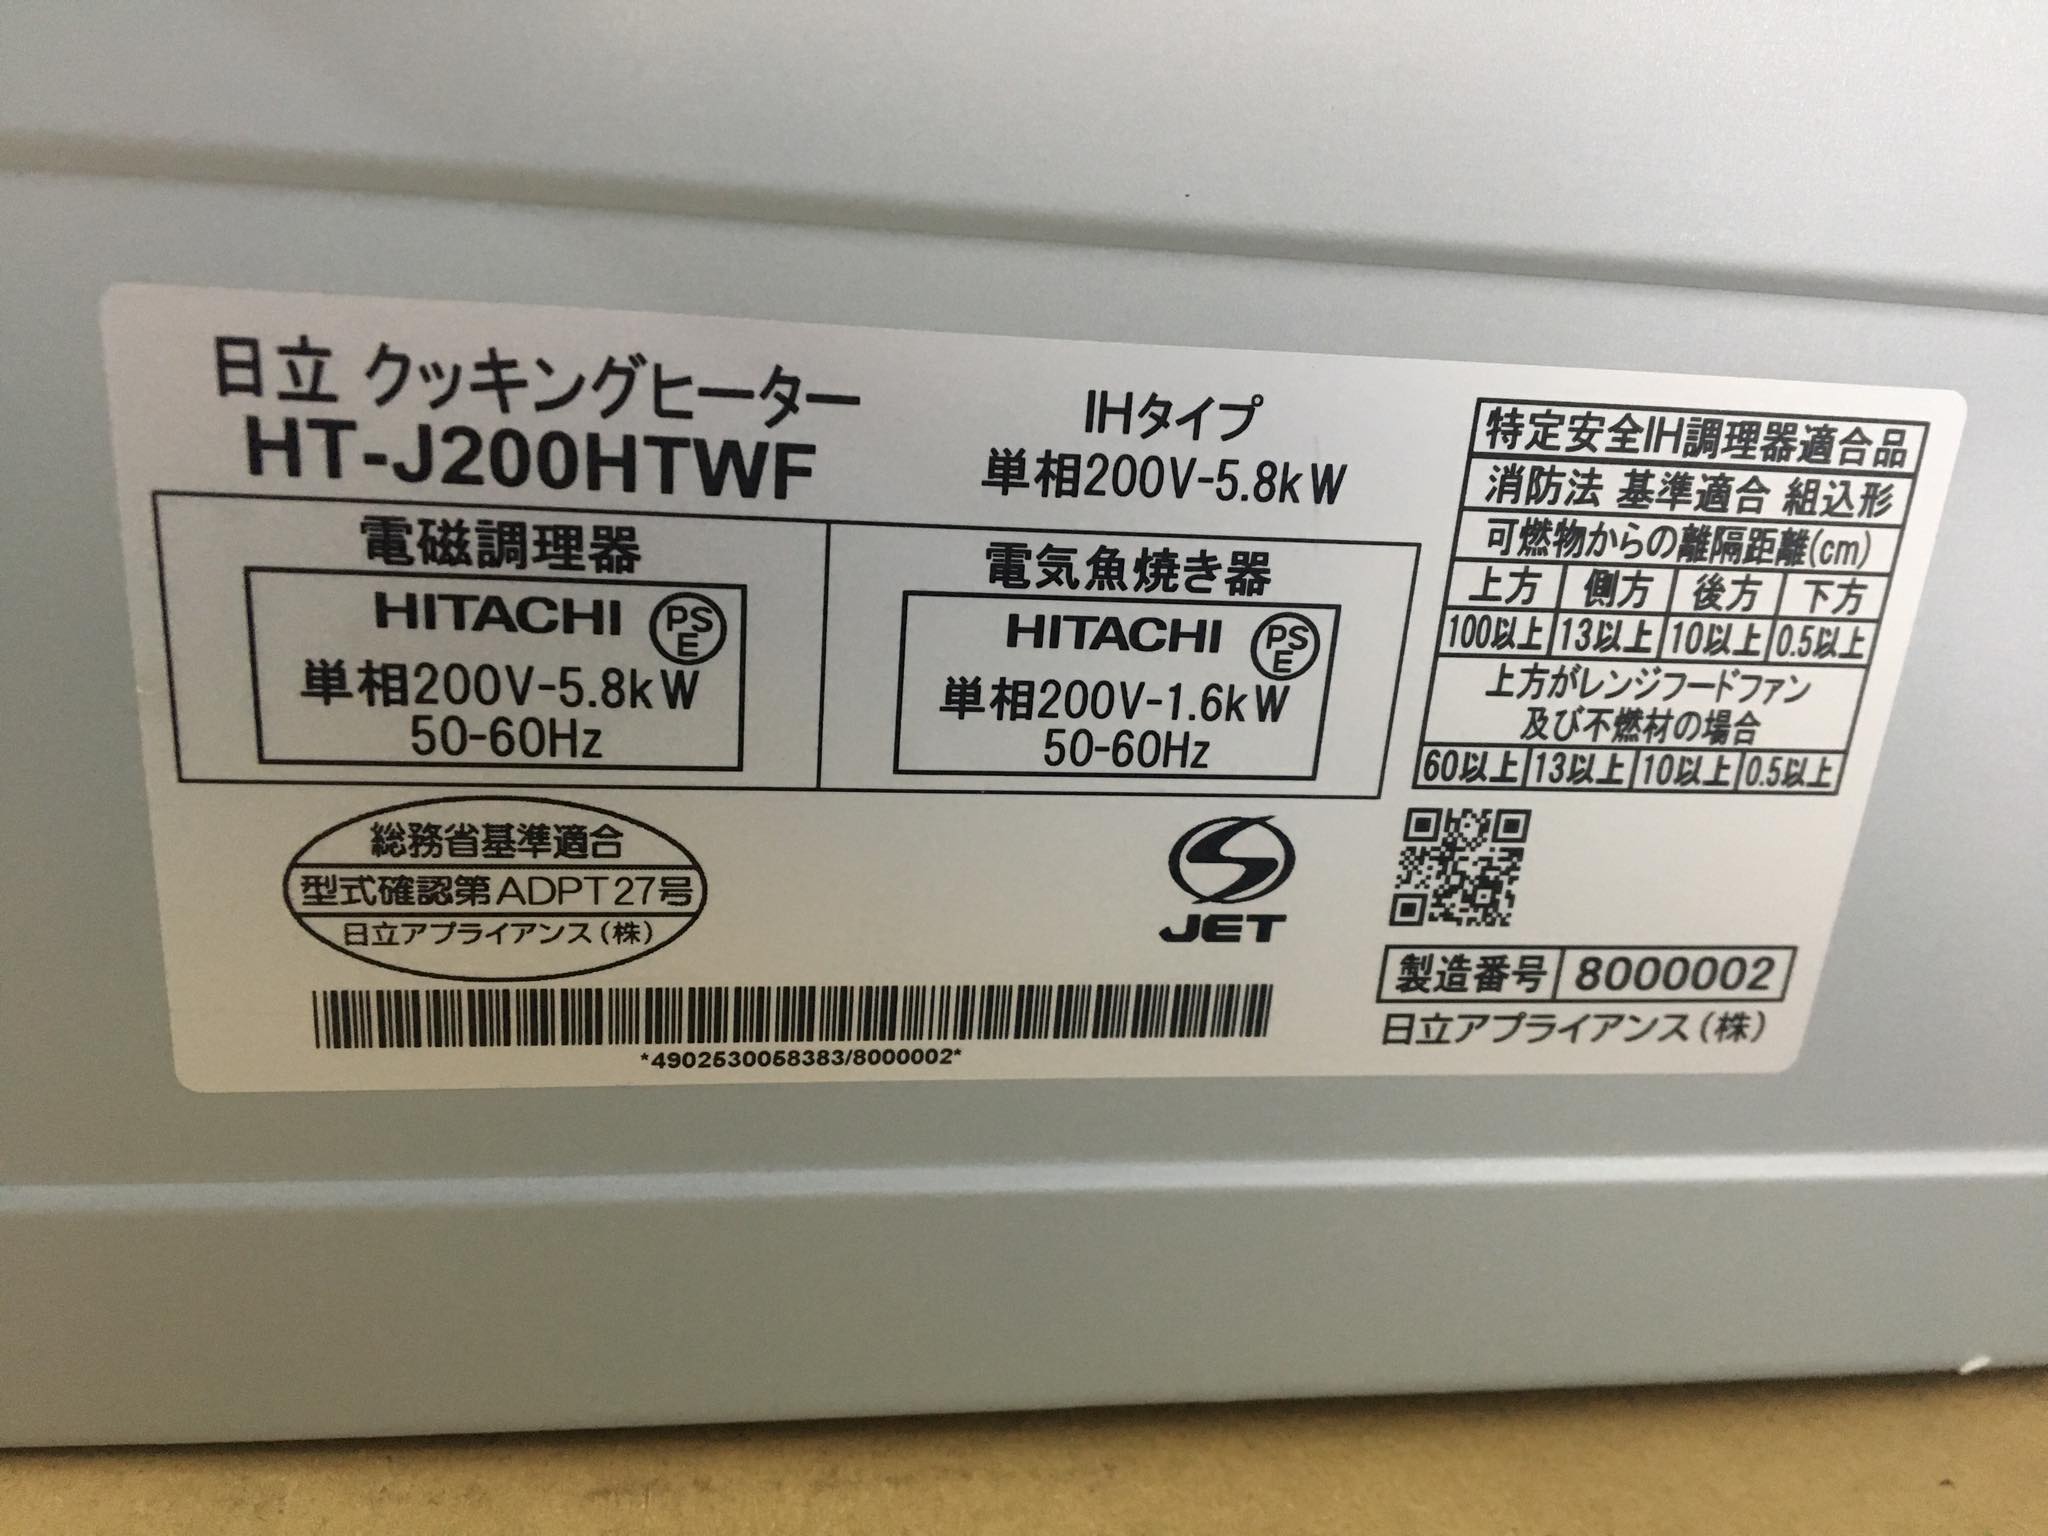 日立 クッキングヒーター
HT-J200HTWF
IHタイプ
単相200V-5.8kW
電磁調理器
HITACHI
PSE
単相200V-5.8kW
50-60Hz
電気魚焼き器
HITACHI
PSE
単相200V-1.6kW
50-60Hz
特定安全IH調理器適合品
消防法 基準適合 組込形
可燃物からの離隔距離(cm)
上方 側方 後方 下方
100以上 13以上 10以上 0.5以上
上方がレンジフードファン
及び不燃材の場合
60以上 13以上 10以上 0.5以上
総務省基準適合
型式確認第ADPT27号
日立アプライアンス(株)
JET
製造番号 8000002
日立アプライアンス(株)
*4902530058383/8000002*